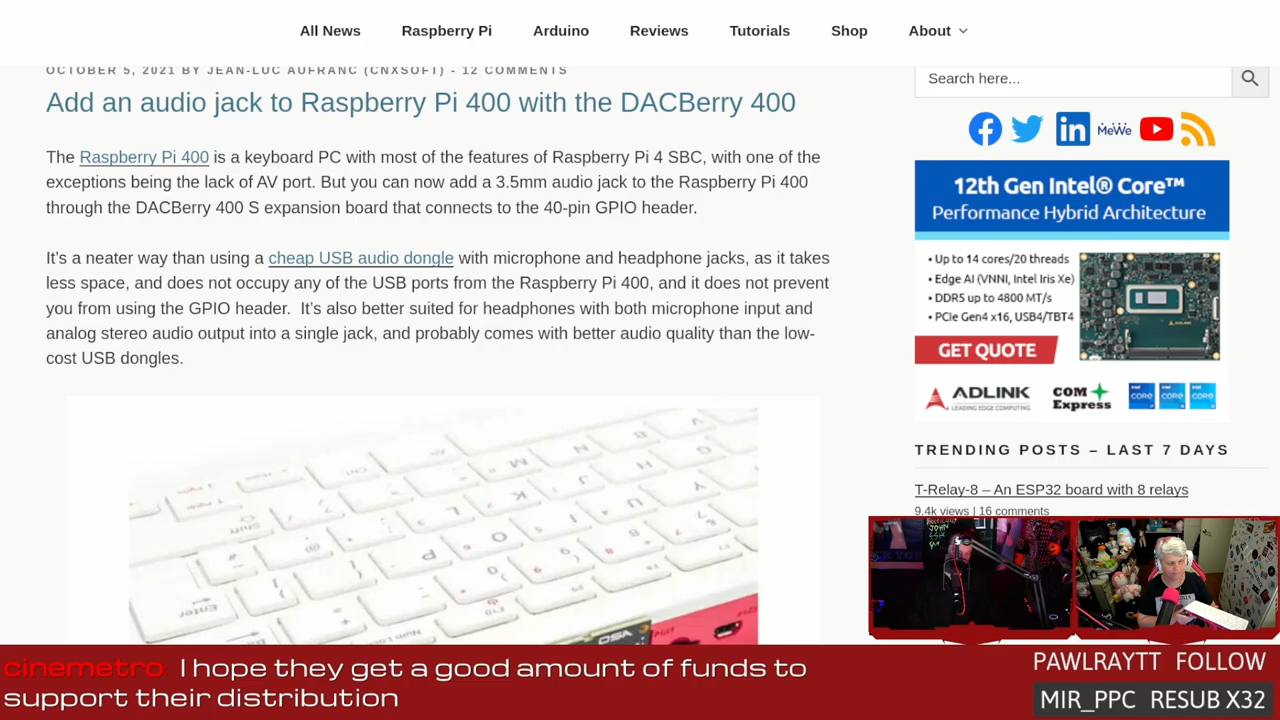 All News Raspberry Pi Arduino Reviews Tutorials Shop About
OCTOBER 5, 2021 BY JEAN-LUC AUFRANC (CNXSOFT) - 12 COMMENTS
Add an audio jack to Raspberry Pi 400 with the DACBerry 400
The Raspberry Pi 400 is a keyboard PC with most of the features of Raspberry Pi 4 SBC, with one of the
exceptions being the lack of AV port. But you can now add a 3.5mm audio jack to the Raspberry Pi 400
through the DACBerry 400 S expansion board that connects to the 40-pin GPIO header.
It's a neater way than using a cheap USB audio dongle with microphone and headphone jacks, as it takes
less space, and does not occupy any of the USB ports from the Raspberry Pi 400, and it does not prevent
you from using the GPIO header.  It's also better suited for headphones with both microphone input and
analog stereo audio output into a single jack, and probably comes with better audio quality than the low-
cost USB dongles.
Search here...
MeWe
12th Gen Intel® Core™
Performance Hybrid Architecture
• Up to 14 cores/20 threads
• Edge AI (VNNI, Intel Iris Xe)
• DDR5 up to 4800 MT/s
• PCIe Gen4 x16, USB4/TBT4
GET QUOTE
ADLINK
LEADING EDGE COMPUTING
COM
Express
CORE CORE CORE
TRENDING POSTS – LAST 7 DAYS
T-Relay-8 – An ESP32 board with 8 relays
9.4k views | 16 comments
Enter
Shift
Num Lock
cinemetro: I hope they get a good amount of funds to
support their distribution
PAWLRAYTT FOLLOW
MIR_PPC RESUB X32